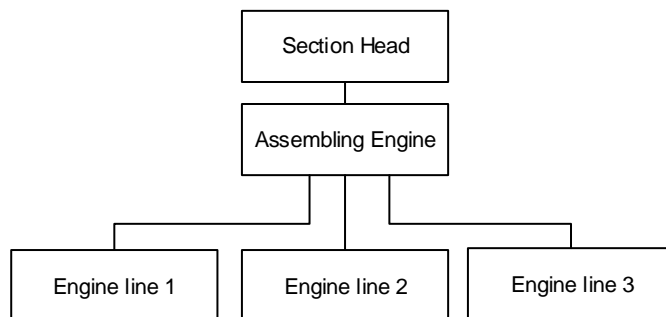 Section Head
Assembling Engine
Engine line 1
Engine line 2
Engine line 3